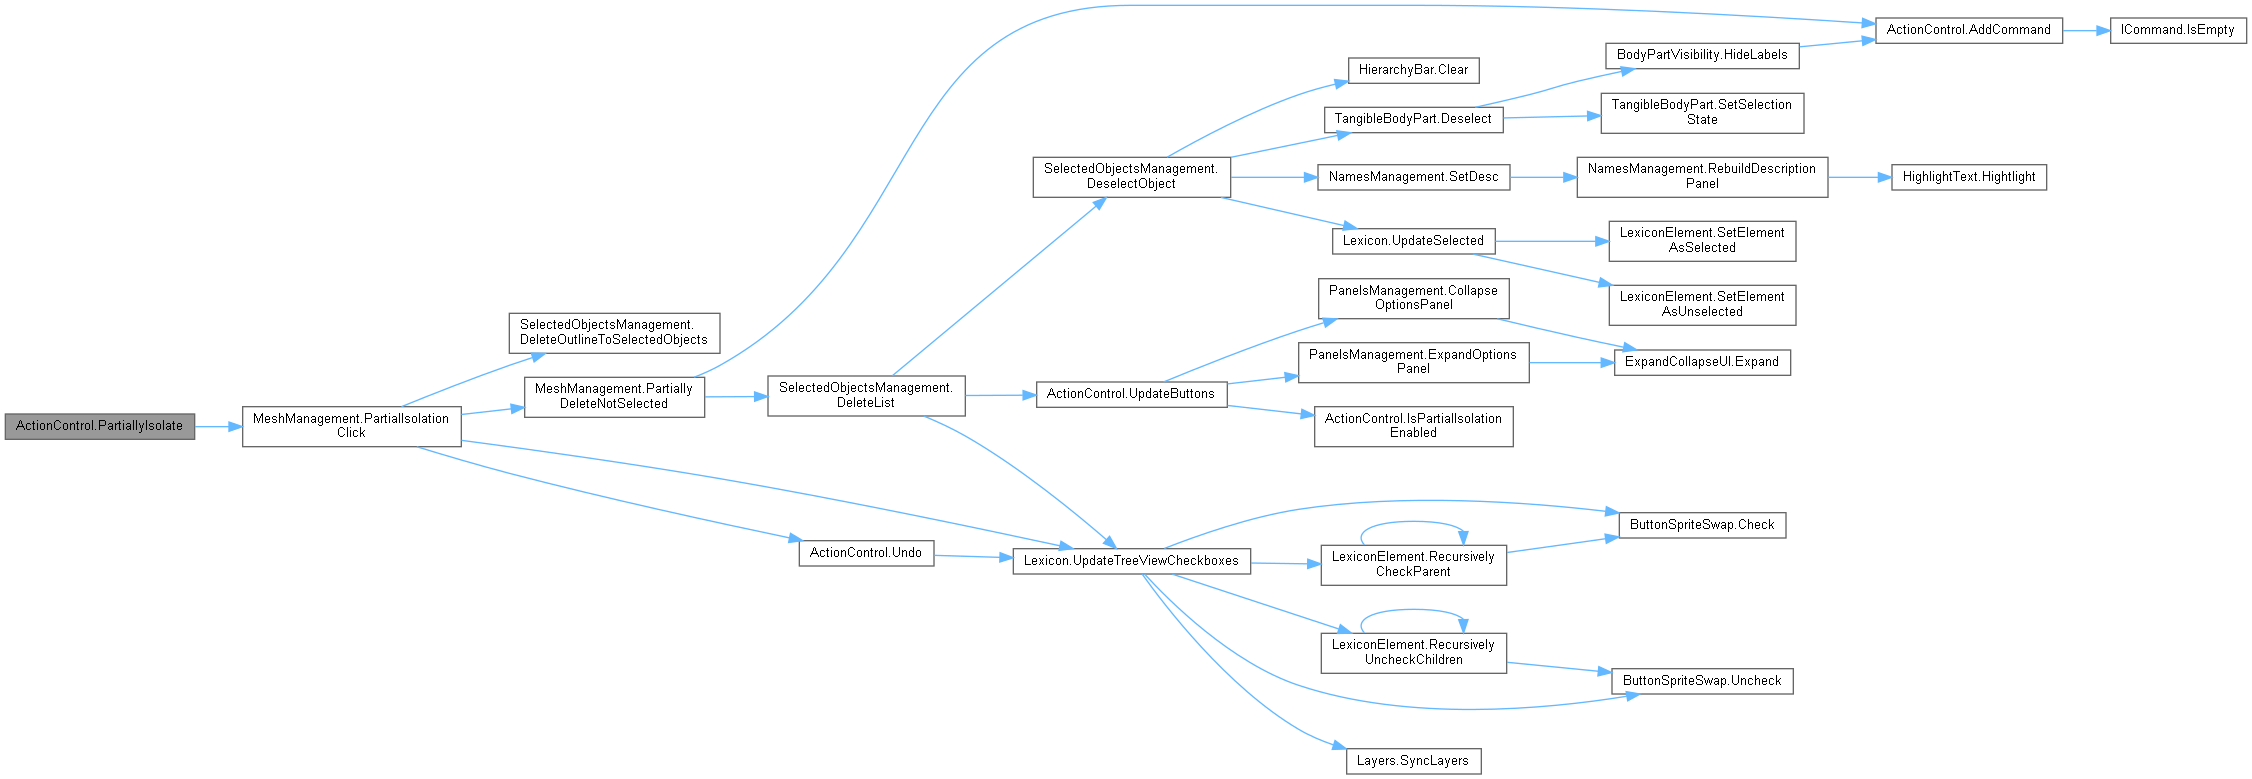 ActionControl.PartiallyIsolate
MeshManagement.PartialIsolation
Click
SelectedObjectsManagement.
DeleteOutlineToSelectedObjects
MeshManagement.Partially
DeleteNotSelected
ActionControl.Undo
SelectedObjectsManagement.
DeleteList
SelectedObjectsManagement.
DeselectObject
ActionControl.UpdateButtons
Lexicon.UpdateTreeViewCheckboxes
HierarchyBar.Clear
TangibleBodyPart.Deselect
NamesManagement.SetDesc
Lexicon.UpdateSelected
PanelsManagement.Collapse
OptionsPanel
PanelsManagement.ExpandOptions
Panel
ActionControl.IsPartialIsolation
Enabled
LexiconElement.Recursively
CheckParent
LexiconElement.Recursively
UncheckChildren
Layers.SyncLayers
BodyPartVisibility.HideLabels
TangibleBodyPart.SetSelection
State
NamesManagement.RebuildDescription
Panel
LexiconElement.SetElement
AsSelected
LexiconElement.SetElement
AsUnselected
ExpandCollapseUI.Expand
ButtonSpriteSwap.Check
ButtonSpriteSwap.Uncheck
ActionControl.AddCommand
HighlightText.Hightlight
ICommand.IsEmpty